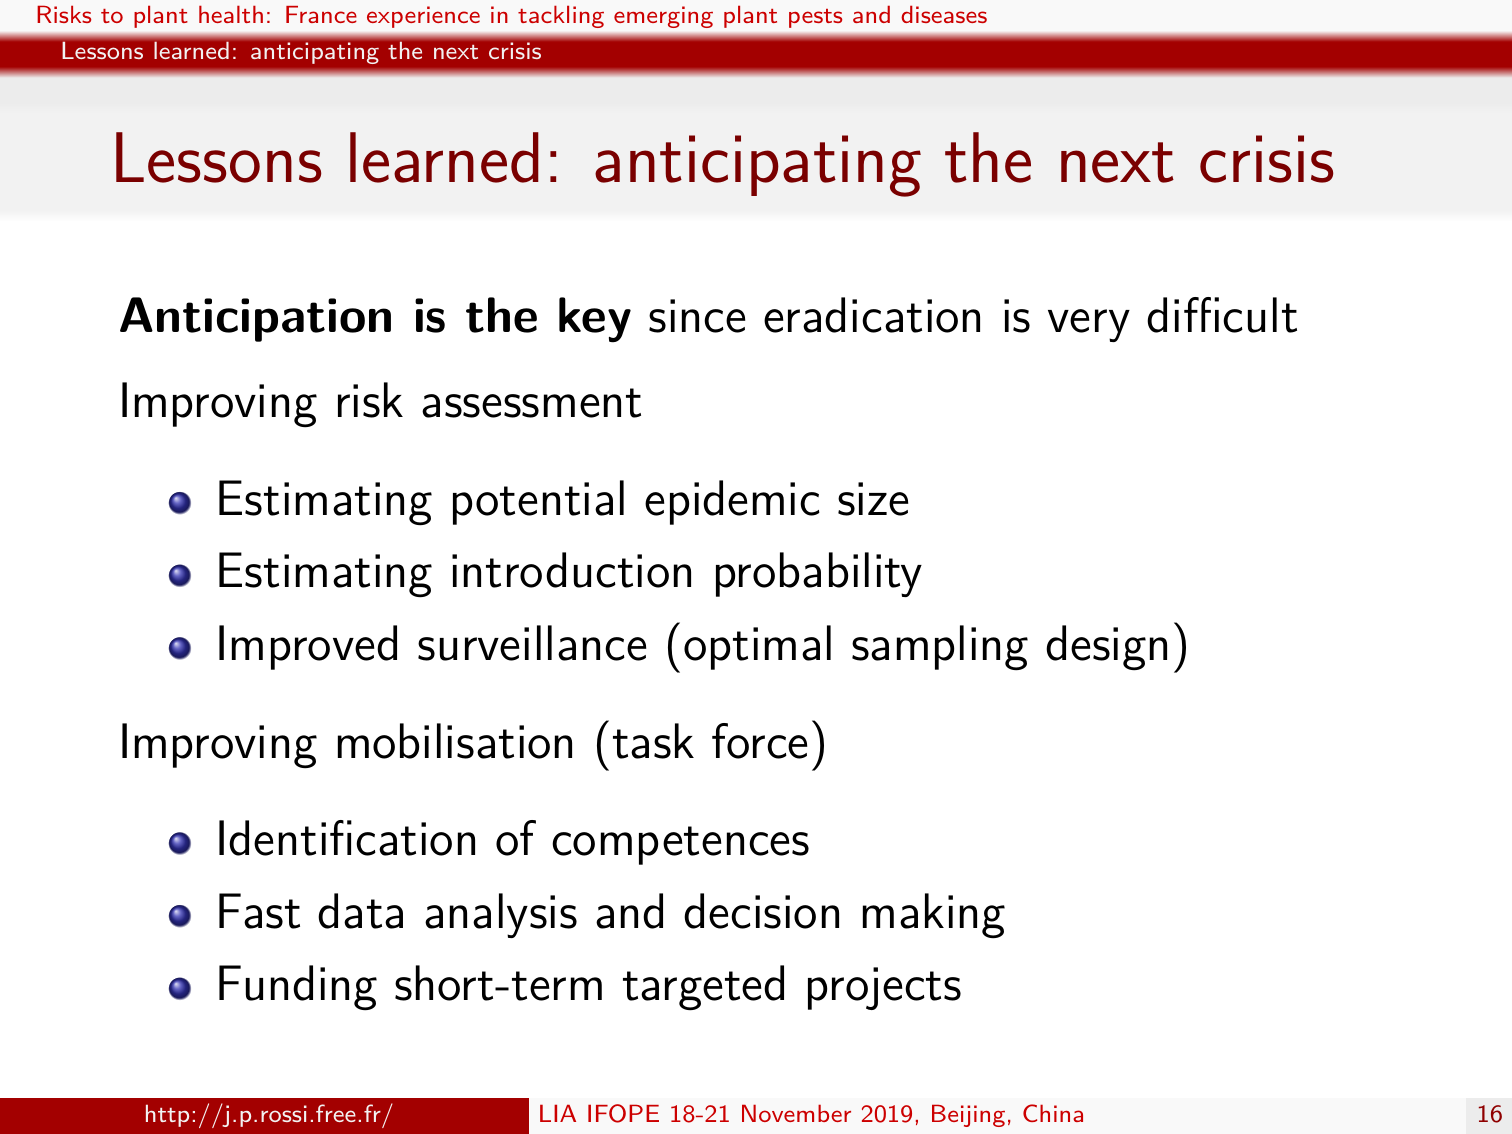 Risks to plant health: France experience in tackling emerging plant pests and diseases
Lessons learned: anticipating the next crisis
Lessons learned: anticipating the next crisis
Anticipation is the key since eradication is very difficult
Improving risk assessment
Estimating potential epidemic size
Estimating introduction probability
Improved surveillance (optimal sampling design)
Improving mobilisation (task force)
Identification of competences
Fast data analysis and decision making
Funding short-term targeted projects
http://j.p.rossi.free.fr/ LIA IFOPE 18-21 November 2019, Beijing, China 16